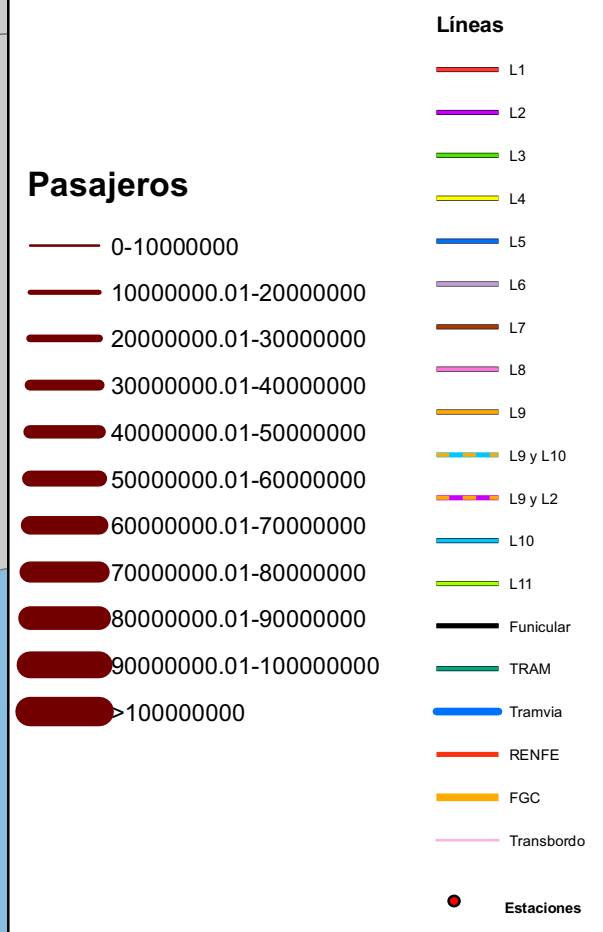 Pasajeros
0-10000000
10000000.01-20000000
20000000.01-30000000
30000000.01-40000000
40000000.01-50000000
50000000.01-60000000
60000000.01-70000000
70000000.01-80000000
80000000.01-90000000
90000000.01-100000000
>100000000
Líneas
L1
L2
L3
L4
L5
L6
L7
L8
L9
L9 y L10
L9 y L2
L10
L11
Funicular
TRAM
Tramvia
RENFE
FGC
Transbordo
Estaciones